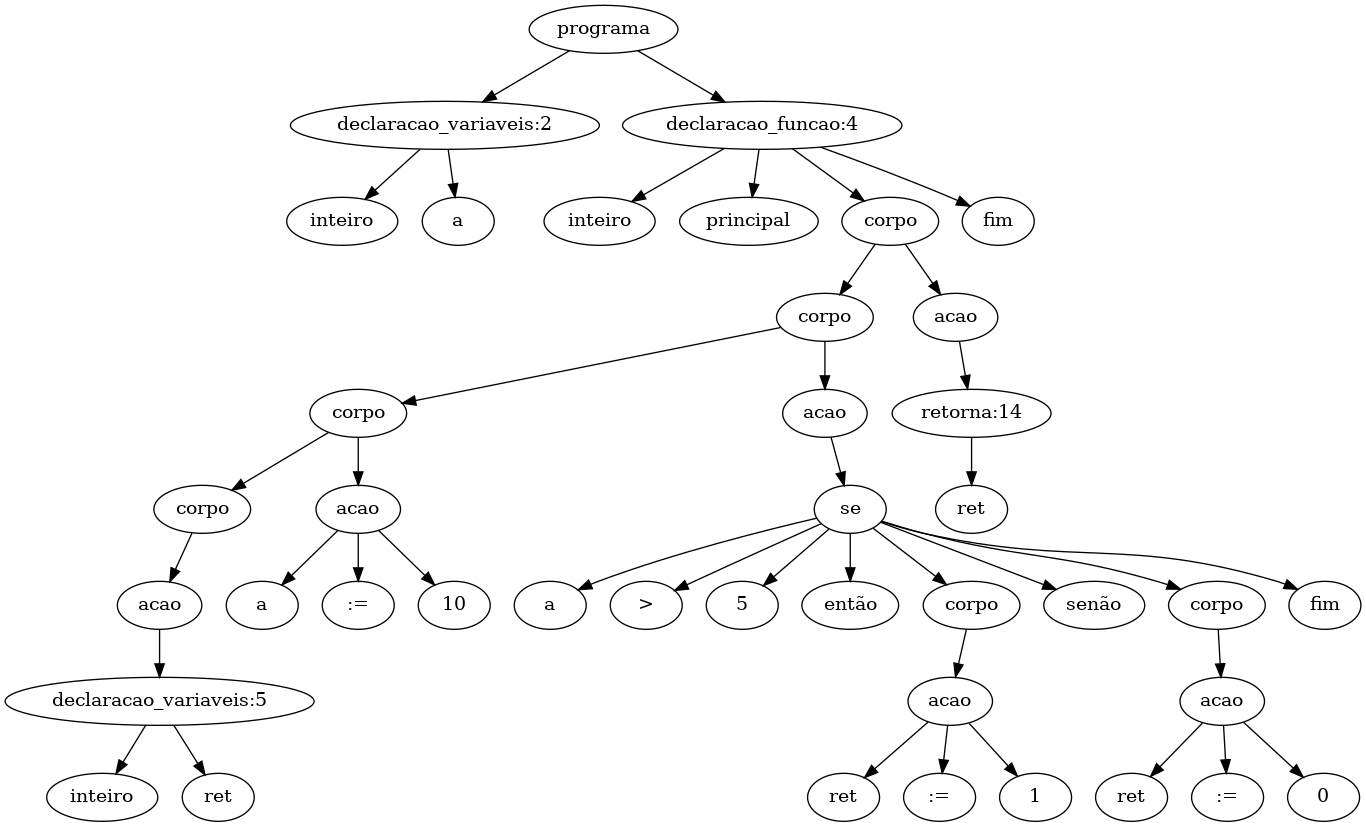 programa
declaracao_variaveis:2 declaracao_funcao:4
inteiro a inteiro principal corpo fim
corpo acao
corpo acao retorna:14
corpo acao se ret
acao a := 10 a > 5 então corpo senão corpo fim
declaracao_variaveis:5 acao acao
inteiro ret ret := 1 ret := 0